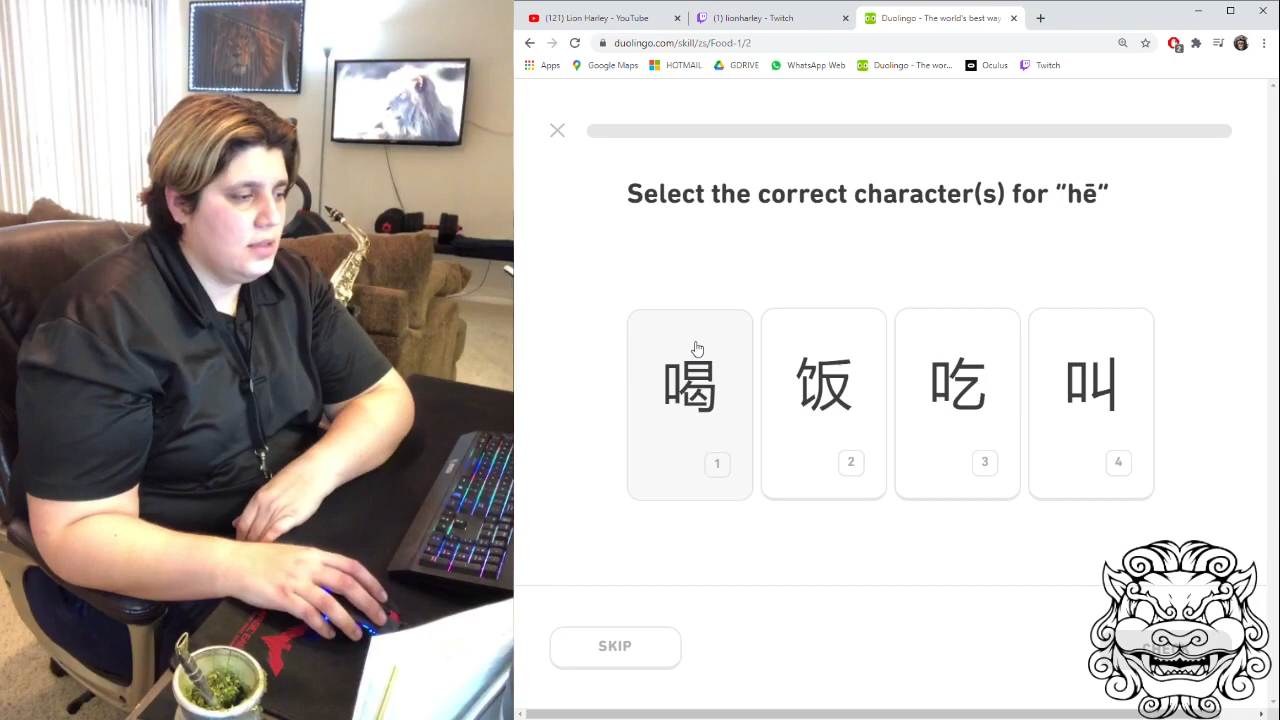 (121) Lion Harley - YouTube
(1) lionharley - Twitch
Duolingo - The world's best way
duolingo.com/skill/zs/Food-1/2
Apps
Google Maps
HOTMAIL
GDRIVE
WhatsApp Web
Duolingo - The wor...
Oculus
Twitch
Select the correct character(s) for “hē“
喝
饭
吃
叫
1
2
3
4
SKIP